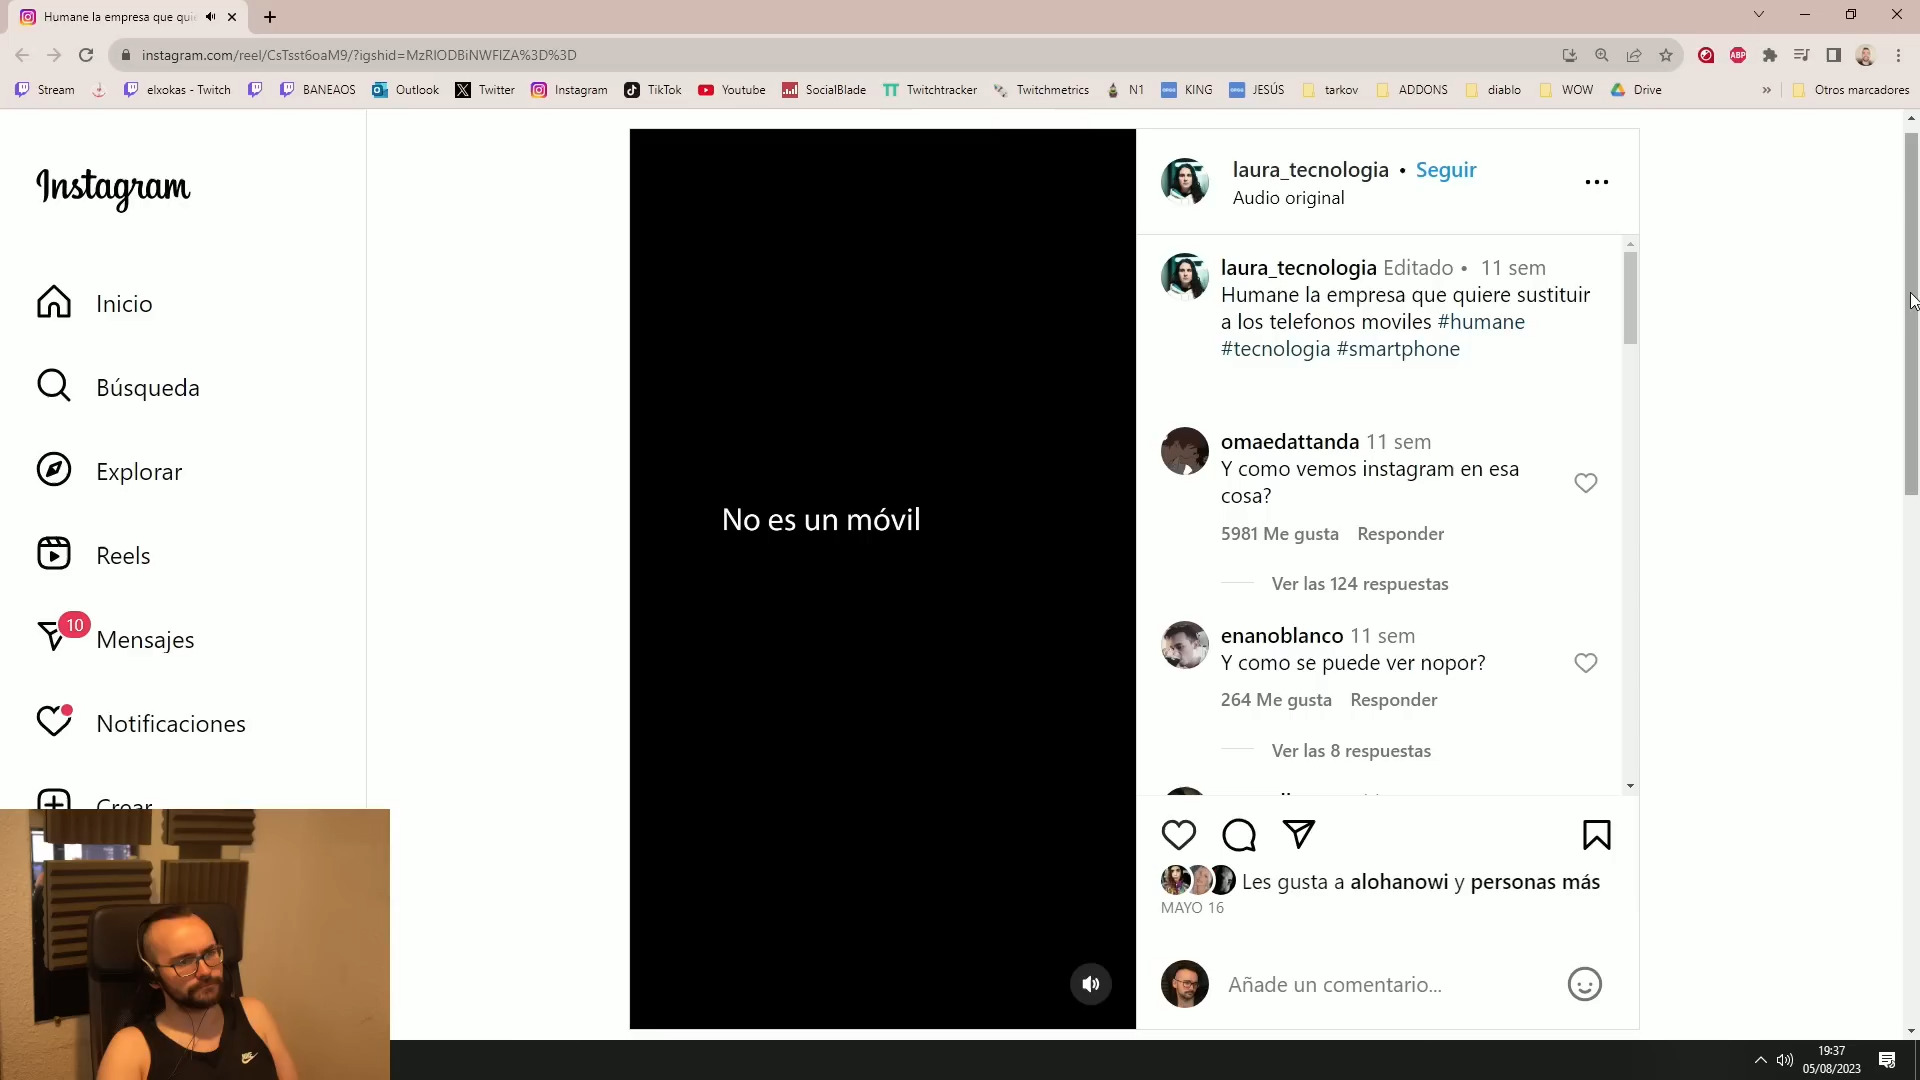 Humane la empresa que quie
instagram.com/reel/CsTsst6oaM9/?igshid=MzRlODBiNWFlZA%3D%3D
ABP
Stream
elxokas - Twitch
BANEAOS
Outlook
Twitter
Instagram
TikTok
Youtube
SocialBlade
Twitchtracker
Twitchmetrics
N1
KING
JESÚS
tarkov
ADDONS
diablo
WOW
Drive
»
Otros marcadores
Instagram
Inicio
Búsqueda
Explorar
Reels
10
Mensajes
Notificaciones
Crear
No es un móvil
laura_tecnologia • Seguir
Audio original
laura_tecnologia Editado • 11 sem
Humane la empresa que quiere sustituir
a los telefonos moviles #humane
#tecnologia #smartphone
omaedattanda 11 sem
Y como vemos instagram en esa
cosa?
5981 Me gusta Responder
Ver las 124 respuestas
enanoblanco 11 sem
Y como se puede ver nopor?
264 Me gusta Responder
Ver las 8 respuestas
Les gusta a alohanowi y personas más
MAYO 16
Añade un comentario...
19:37
05/08/2023